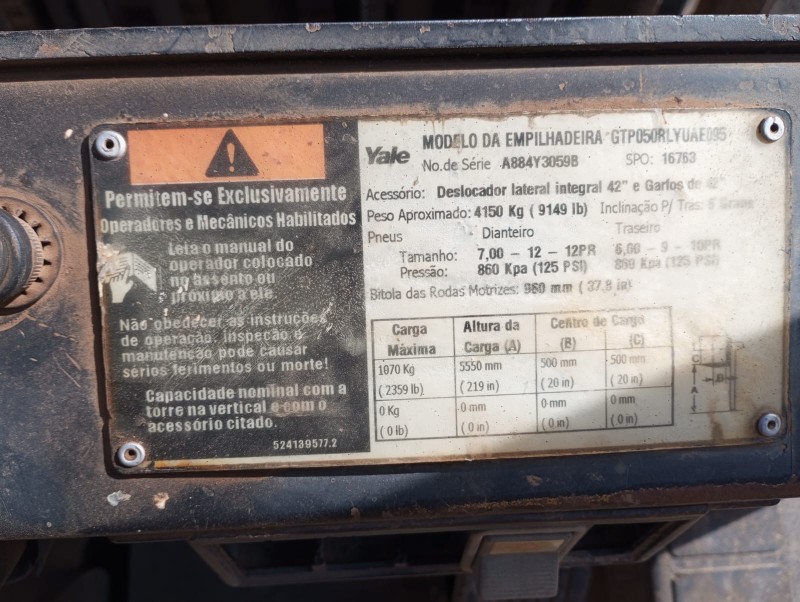 Permitem-se Exclusivamente
Operadores e Mecânicos Habilitados
Leia o manual do
operador colocado
no assento ou
próximo a ele.
Não obedecer as instruções
de operação, inspeção e
manutenção pode causar
sérios ferimentos ou morte!
Capacidade nominal com a
torre na vertical e com o
acessório citado.
524139577.2
Yale
MODELO DA EMPILHADEIRA GTP050RLYUAE095
No.de Série A884Y3059B SPO: 16763
Acessório: Deslocador lateral integral 42" e Garfos de 42"
Peso Aproximado: 4150 Kg ( 9149 lb) Inclinação P/ Tras:
Pneus Dianteiro Traseiro
Tamanho: 7,00 - 12 - 12PR 6,00 - 9 - 10PR
Pressão: 860 Kpa (125 PSI) 860 Kpa (125 PSI)
Bitola das Rodas Motrizes: 960 mm ( 37.8 in)
Carga Máxima Altura da Carga (A) Centro de Carga (B) (C)
1070 Kg 5550 mm 500 mm 500 mm
( 2359 lb) ( 219 in) ( 20 in) ( 20 in)
0 Kg 0 mm 0 mm 0 mm
( 0 lb) ( 0 in) ( 0 in) ( 0 in)
C
B
A